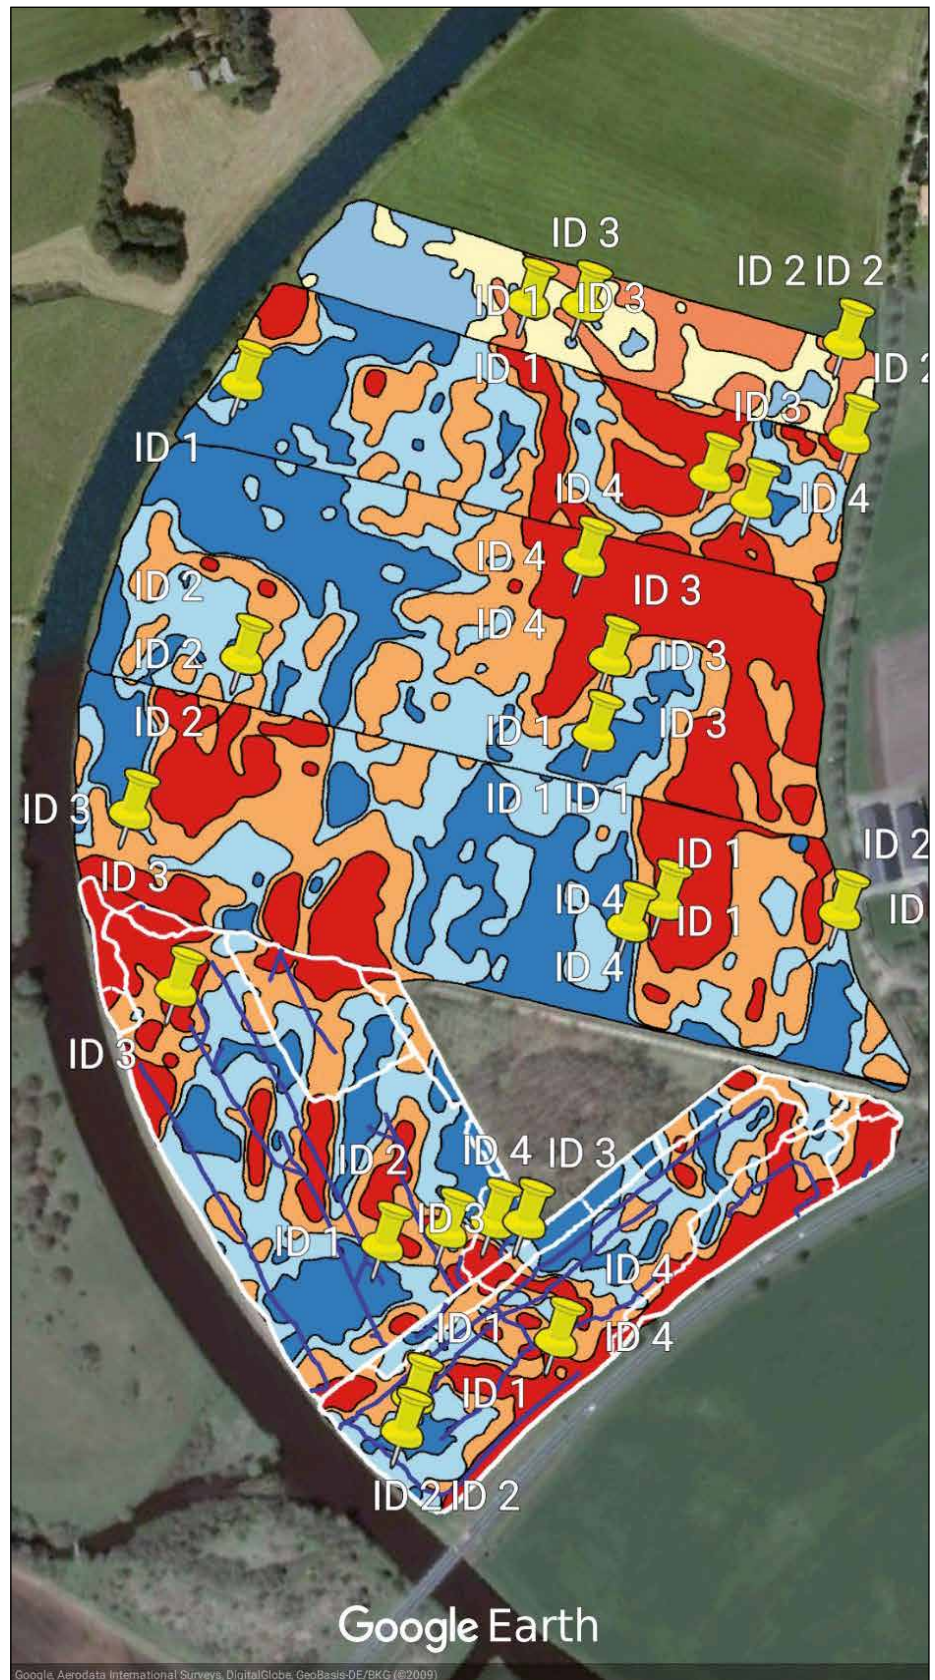 ID 3
ID 2 ID 2
ID 1 ID 3
ID 1 ID 2
ID 3
ID 1
ID 4 ID 4
ID 4
ID 2 ID 3
ID 4
ID 2 ID 3
ID 2 ID 1 ID 3
ID 3 ID 1 ID 1
ID 1 ID 2
ID 3
ID 4 ID 1 ID
ID 4
ID 3
ID 2 ID 4 ID 3
ID 3
ID 1
ID 4
ID 1 ID 4
ID 1
ID 2 ID 2
Google Earth
Google, Aerodata International Surveys, DigitalGlobe, GeoBasis-DE/BKG (©2009)